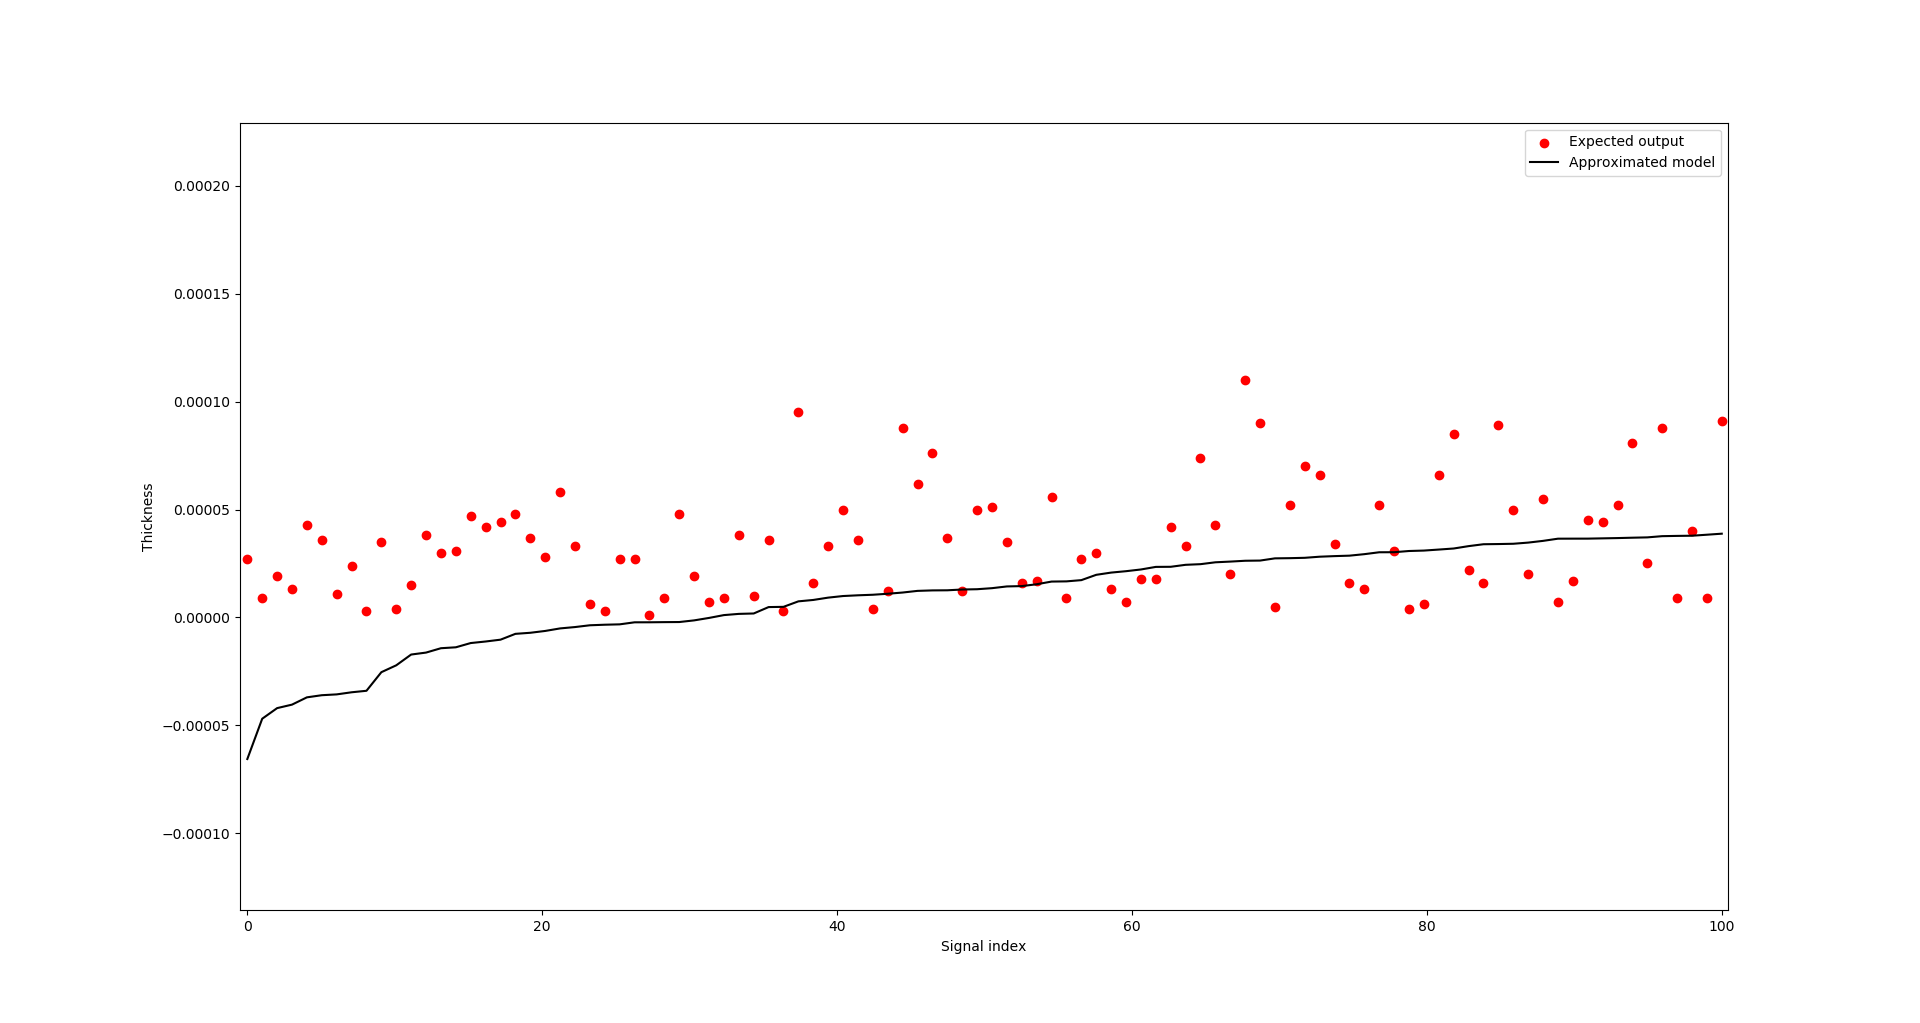 Expected output
Approximated model
0.00020
0.00015
0.00010
0.00005
0.00000
−0.00005
−0.00010
Thickness
0 20 40 60 80 100
Signal index